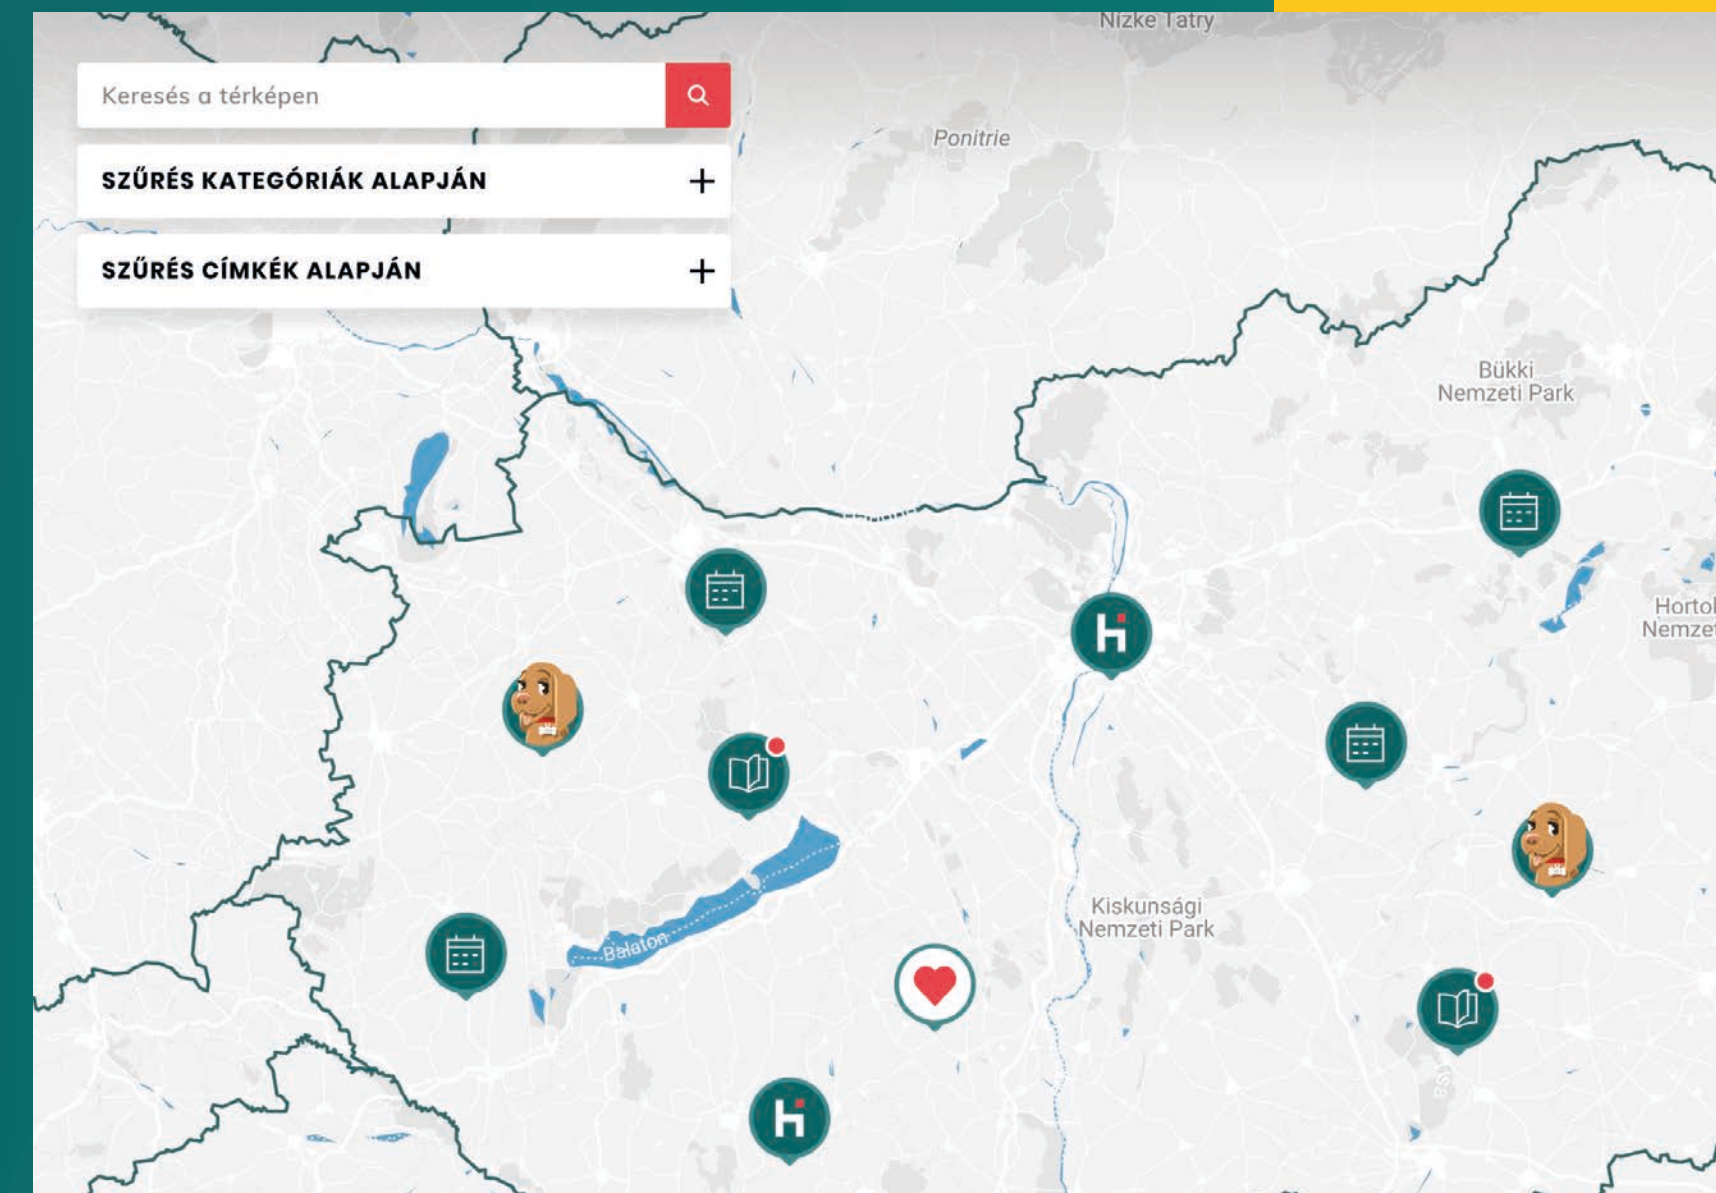 Nízke Tatry
Keresés a térképen
Ponitrie
SZŰRÉS KATEGÓRIÁK ALAPJÁN
SZŰRÉS CÍMKÉK ALAPJÁN
Bükki
Nemzeti Park
Hortol
Nemzet
h
Balaton
Kiskunsági
Nemzeti Park
h